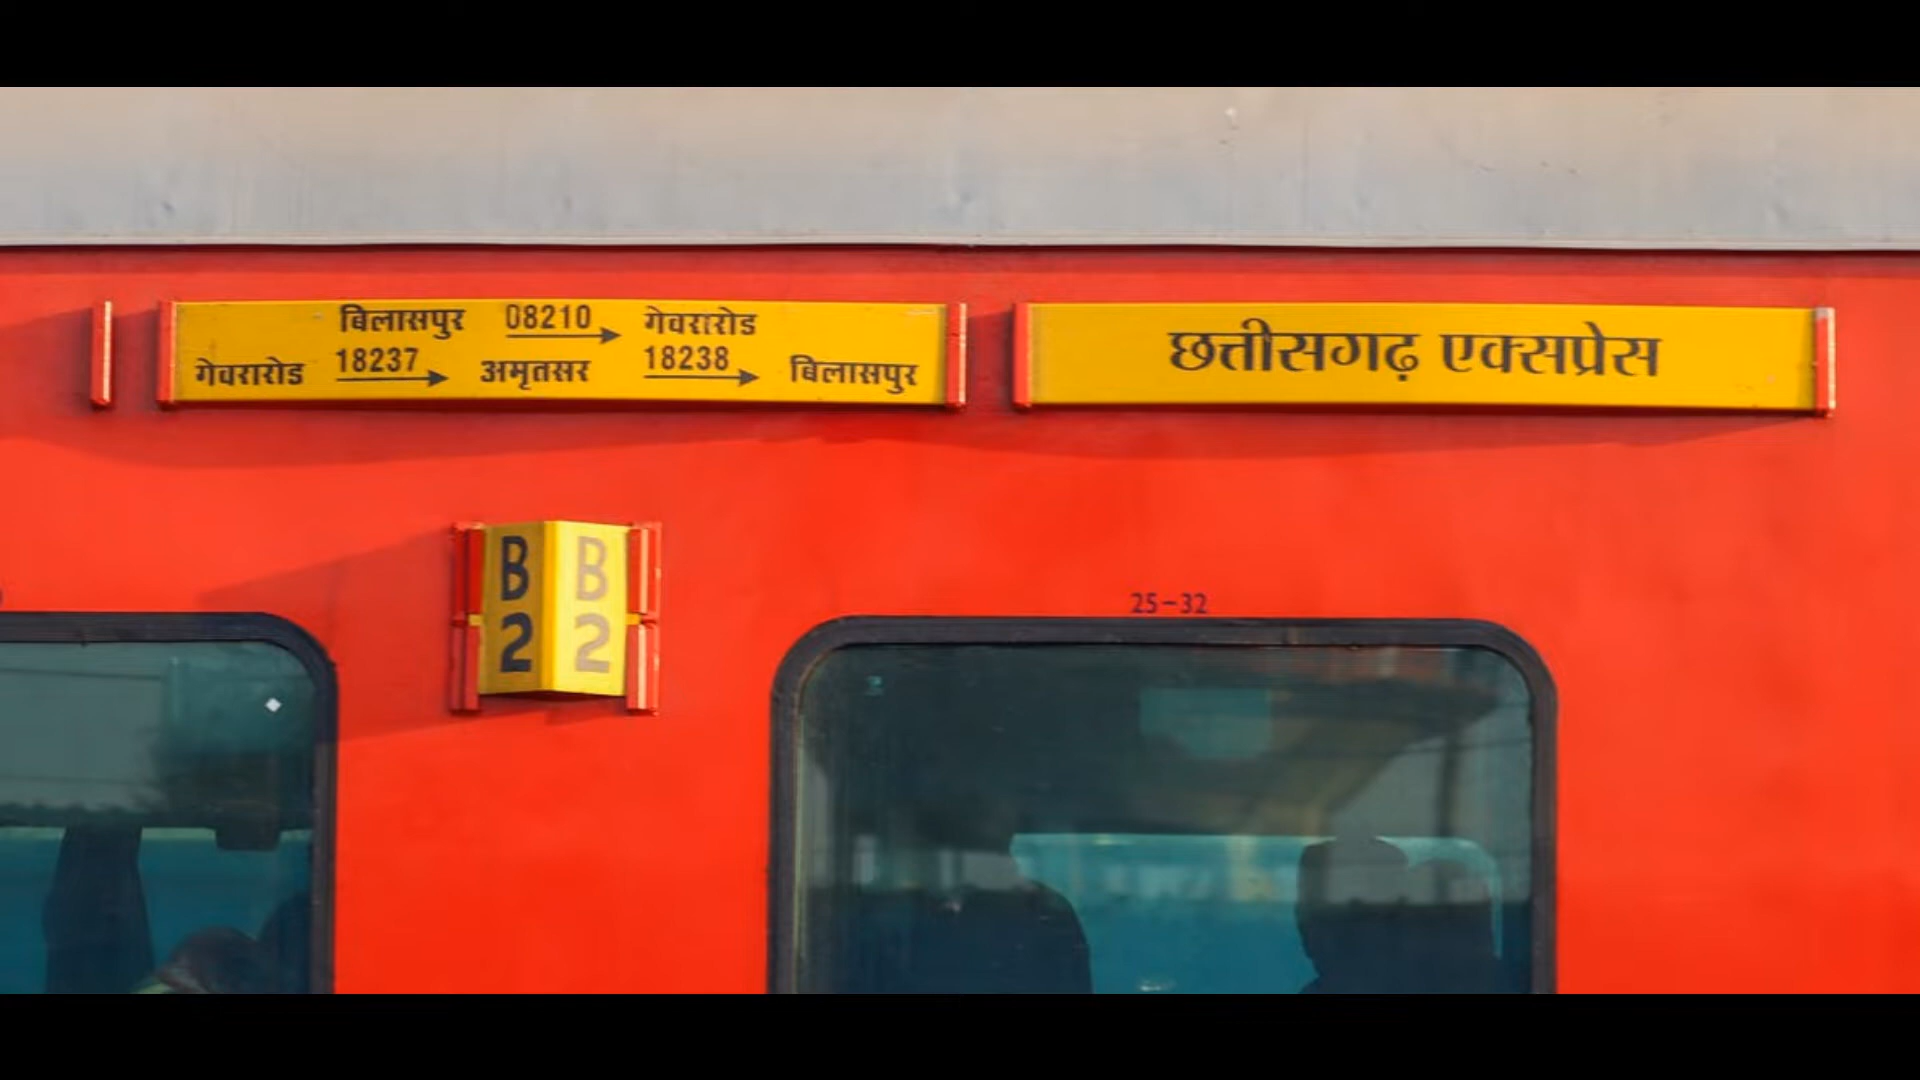 बिलासपुर 08210 → गेवरारोड
गेवरारोड 18237 → अमृतसर 18238 → बिलासपुर
छत्तीसगढ़ एक्सप्रेस
B B
2 2
25-32